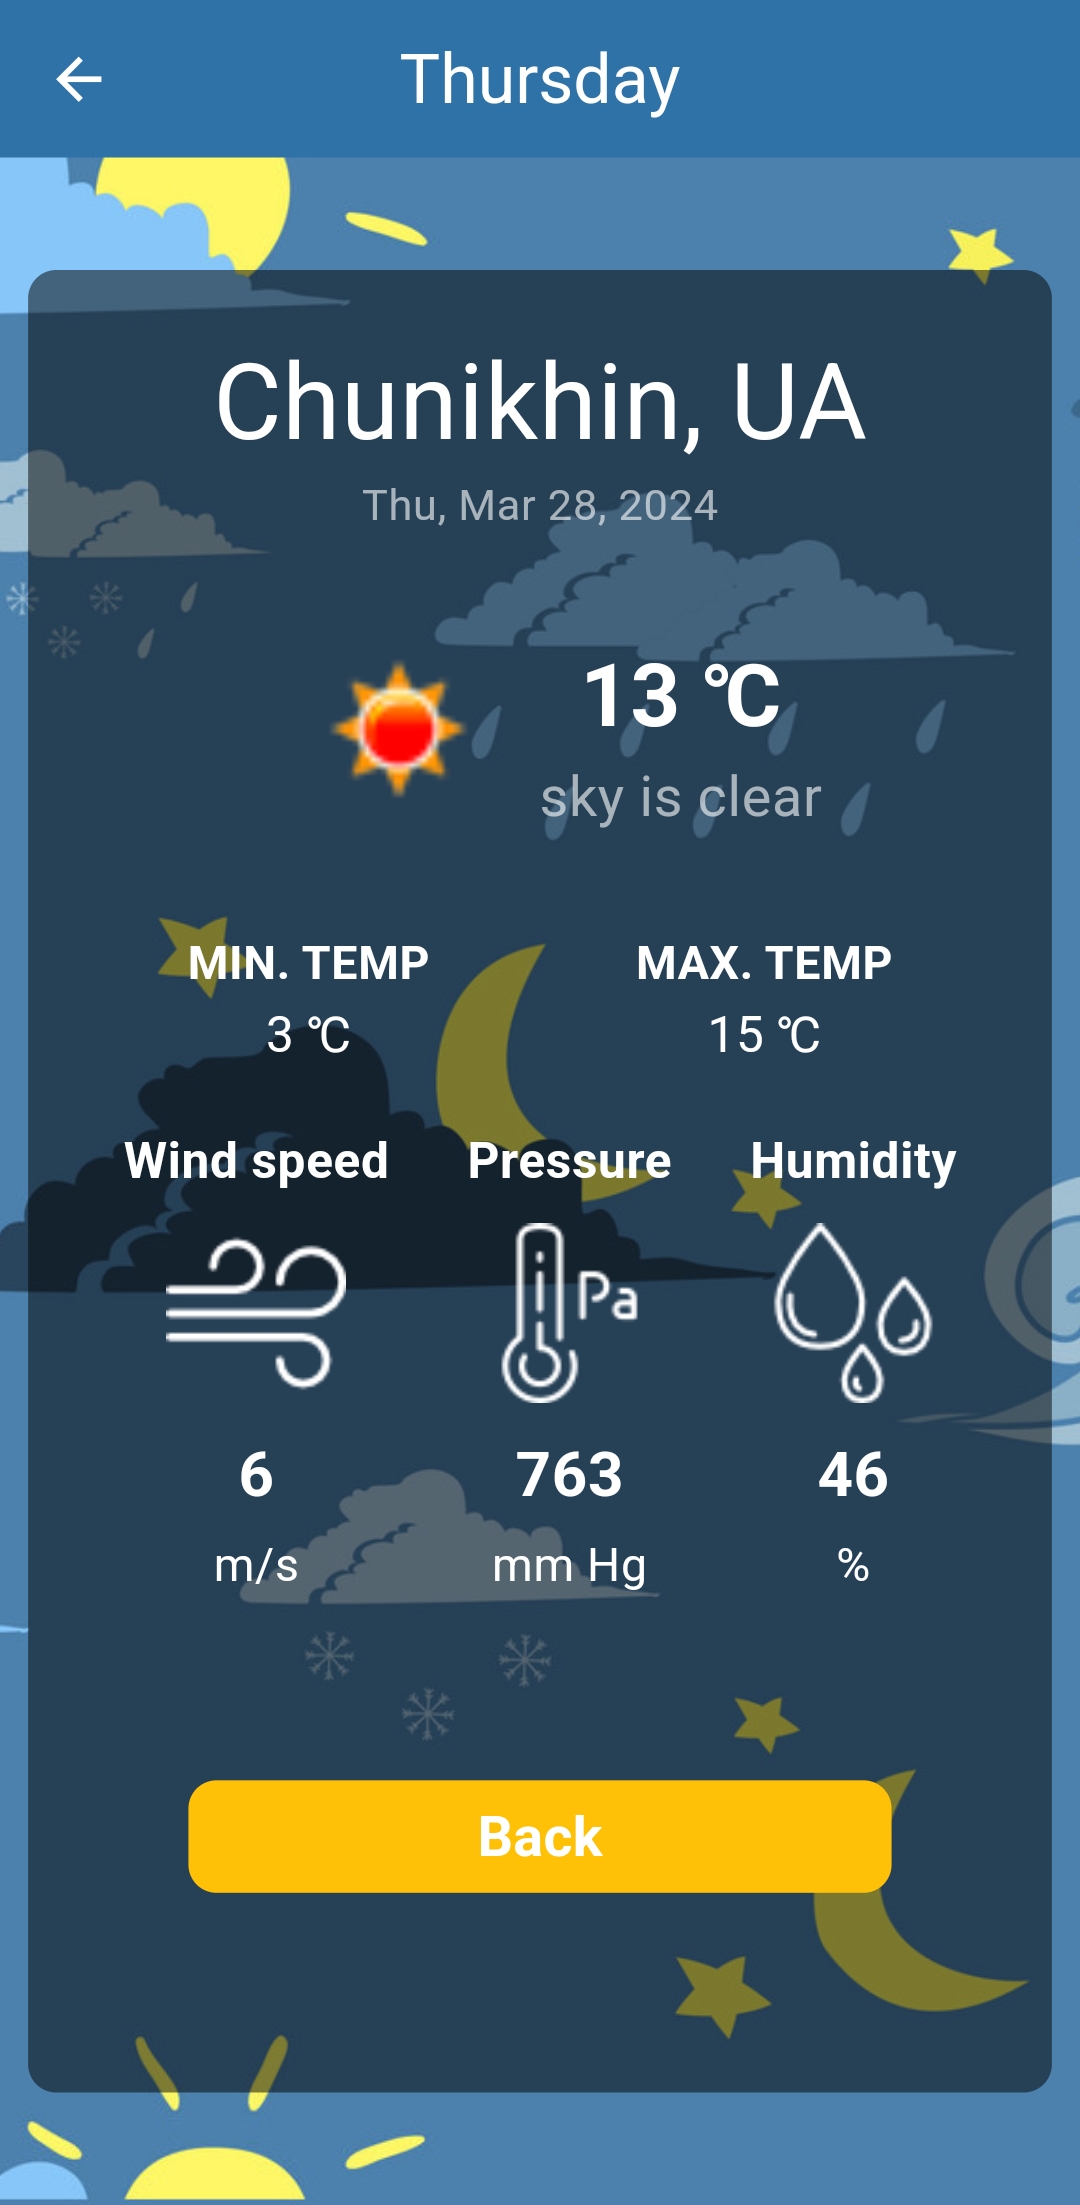 Thursday
Chunikhin, UA
Thu, Mar 28, 2024
13 ℃
sky is clear
MIN. TEMP MAX. TEMP
3 ℃ 15 ℃
Wind speed Pressure Humidity
Pa
6 763 46
m/s mm Hg %
Back